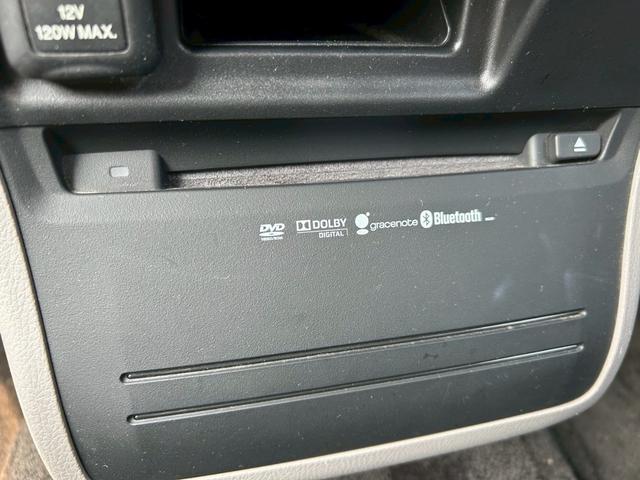 12V
120W MAX.
DVD DOLBY gracenote Bluetooth
DIGITAL